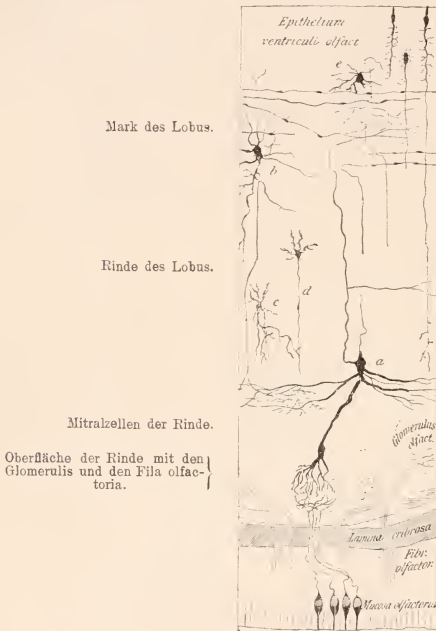 Epithelium
ventriculi olfact
e
Mark des Lobus.
b
Rinde des Lobus.
d
c
a
Mitralzellen der Rinde.
Glomerulus
olfact.
Oberfläche der Rinde mit den
Glomerulis und den Fila olfac-
toria.
Lamina cribrosa
Fibr.
olfactor.
Mucosa olfactoria